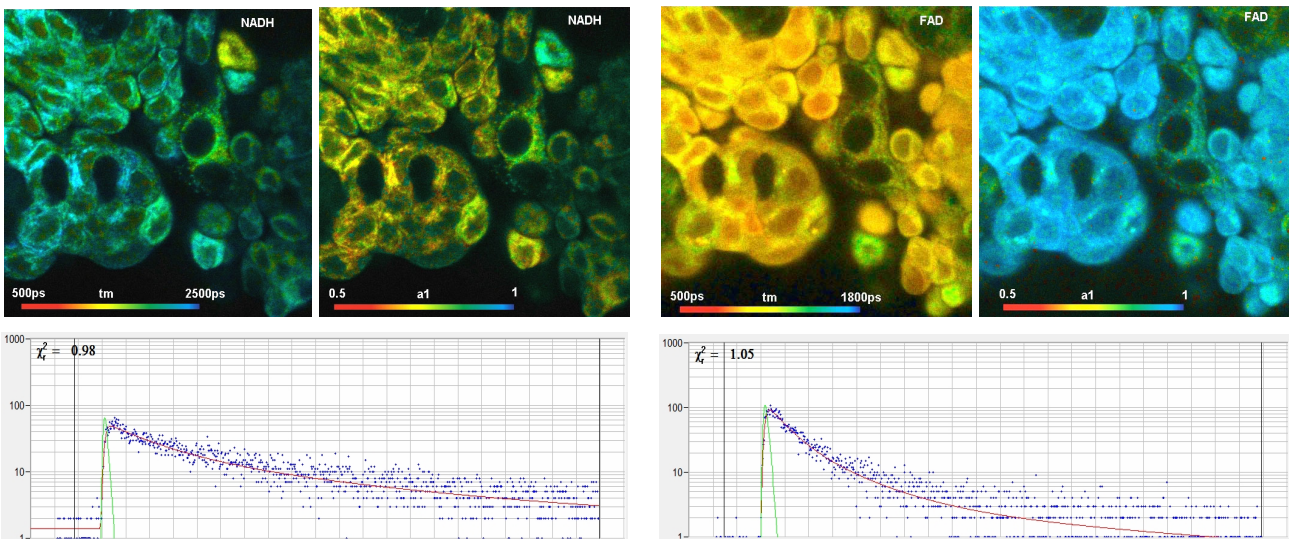 NADH
500ps tm 2500ps
NADH
0.5 a1 1
FAD
500ps tm 1800ps
FAD
0.5 a1 1
1000
χ²ᵣ = 0.98
100
10
1
1000
χ²ᵣ = 1.05
100
10
1